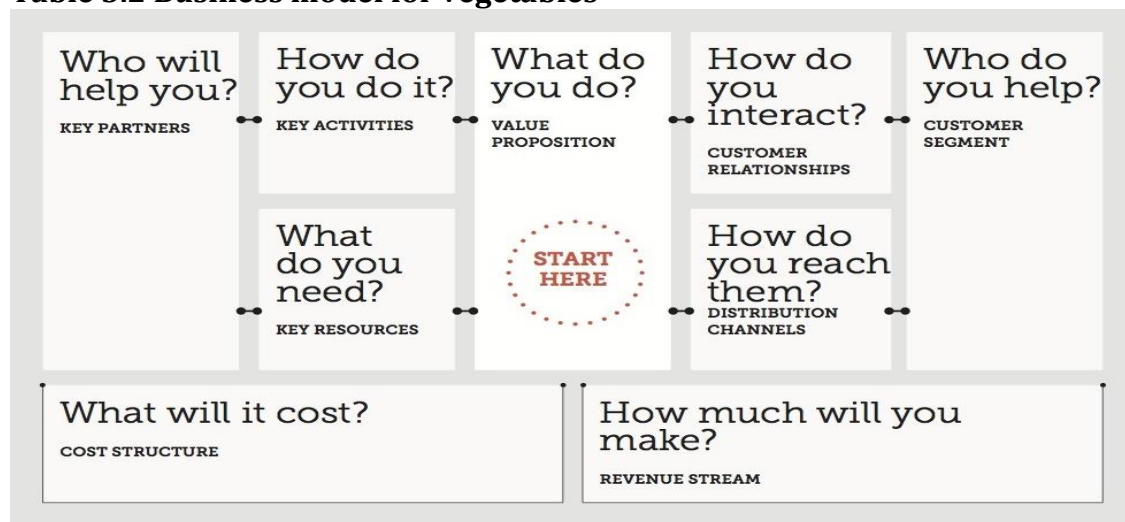 Table 3.2 Business model for vegetables
Who will
help you?
KEY PARTNERS
How do
you do it?
KEY ACTIVITIES
What do
you do?
VALUE
PROPOSITION
How do
you
interact?
CUSTOMER
RELATIONSHIPS
Who do
you help?
CUSTOMER
SEGMENT
What
do you
need?
KEY RESOURCES
START
HERE
How do
you reach
them?
DISTRIBUTION
CHANNELS
What will it cost?
COST STRUCTURE
How much will you
make?
REVENUE STREAM